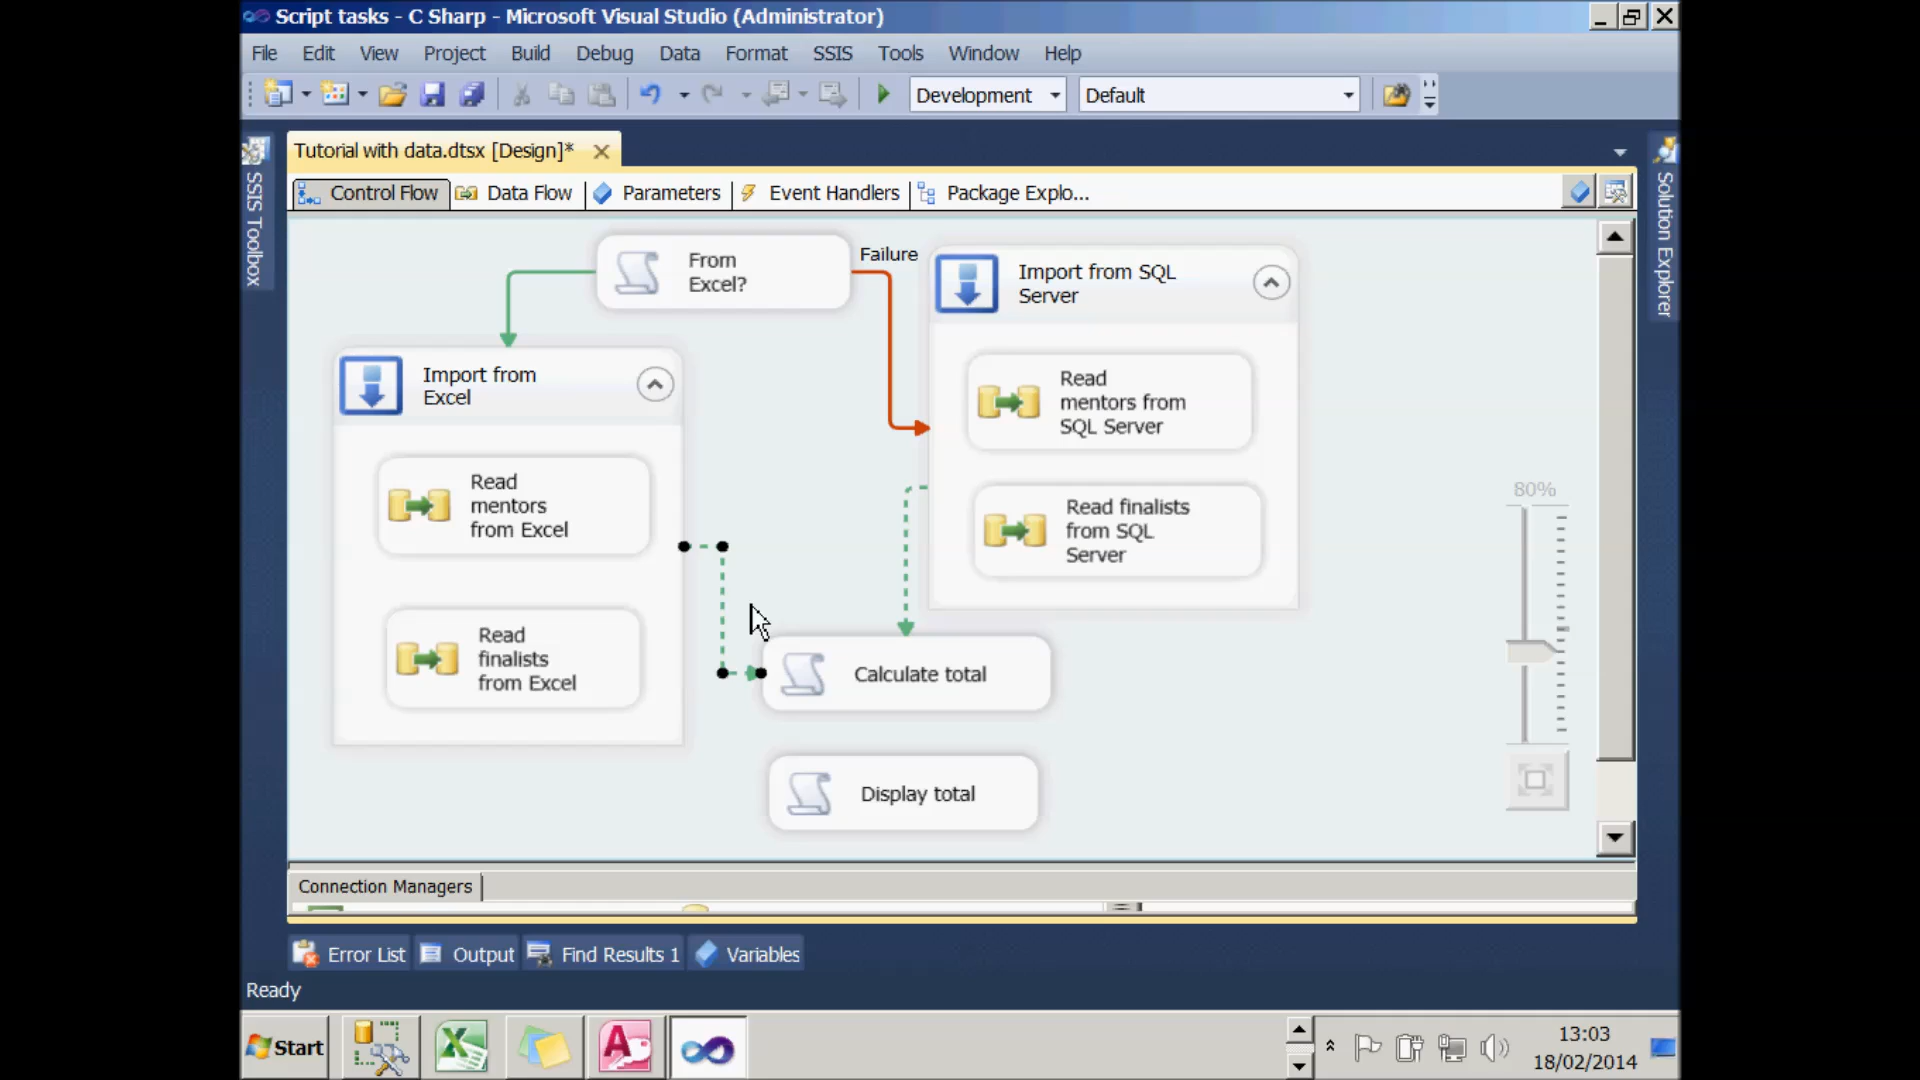 Script tasks - C Sharp - Microsoft Visual Studio (Administrator)
File Edit View Project Build Debug Data Format SSIS Tools Window Help
Development Default
Tutorial with data.dtsx [Design]*
Control Flow Data Flow Parameters Event Handlers Package Explo...
SSIS Toolbox
Solution Explorer
From
Excel?
Failure
Import from SQL
Server
Import from
Excel
Read
mentors from
SQL Server
Read
mentors
from Excel
Read finalists
from SQL
Server
80%
Read
finalists
from Excel
Calculate total
Display total
Connection Managers
Error List Output Find Results 1 Variables
Ready
Start
13:03
18/02/2014